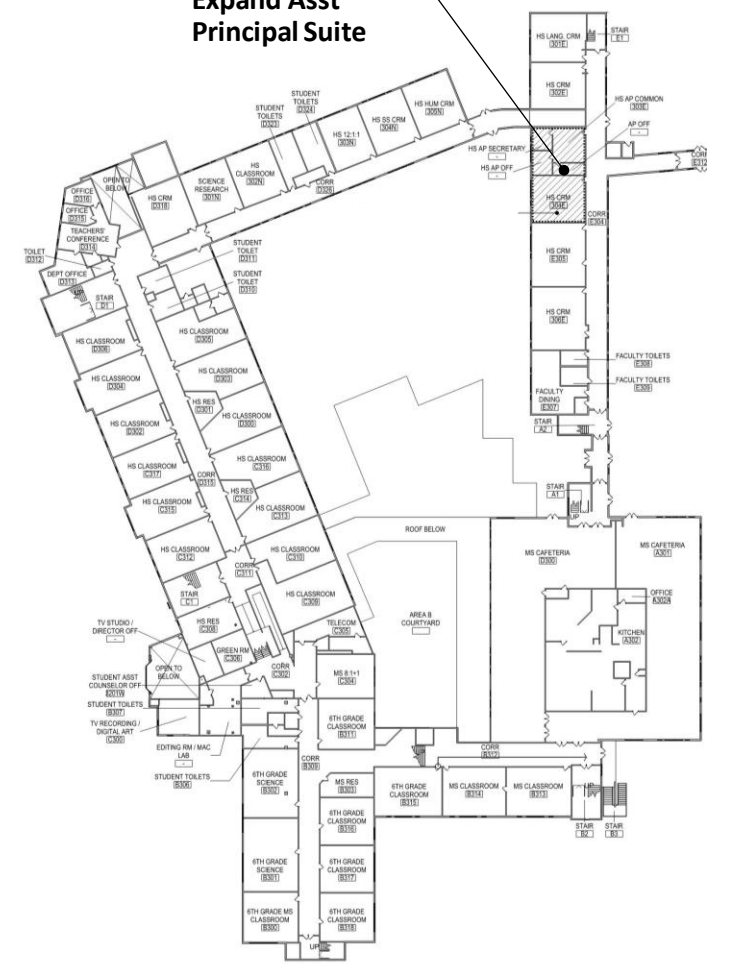 Expand Asst
Principal Suite
HS LANG. CRM
301E
STAIR
E1
HS CRM
302E
HS AP COMMON
303E
AP OFF
-
HS AP SECRETARY
-
HS AP OFF
-
HS CRM
304E
CORR
E304
CORR
E312
HS CRM
E305
HS CRM
306E
FACULTY TOILETS
E308
FACULTY TOILETS
E309
FACULTY
DINING
E307
STAIR
A2
STAIR
A1
UP
STUDENT
TOILETS
D324
STUDENT
TOILETS
D323
HS HUM CRM
305N
HS SS CRM
304N
HS 12:1:1
303N
HS
CLASSROOM
302N
SCIENCE
RESEARCH
301N
CORR
D326
HS CRM
D318
OPEN TO
BELOW
OFFICE
D316
OFFICE
D315
TEACHERS'
CONFERENCE
D314
TOILET
D312
DEPT OFFICE
D313
STAIR
D1
STUDENT
TOILET
D311
STUDENT
TOILET
D310
HS CLASSROOM
D305
HS CLASSROOM
D306
HS CLASSROOM
D303
HS CLASSROOM
D304
HS RES
D301
HS CLASSROOM
D300
HS CLASSROOM
D302
HS CLASSROOM
C316
HS CLASSROOM
C317
CORR
D315
HS RES
C314
HS CLASSROOM
C315
HS CLASSROOM
C313
HS CLASSROOM
C312
HS CLASSROOM
C310
CORR
C311
STAIR
C1
HS CLASSROOM
C309
HS RES
C308
TELECOM
C305
TV STUDIO /
DIRECTOR OFF
-
GREEN RM
C306
CORR
C302
OPEN TO
BELOW
STUDENT ASST
COUNSELOR OFF
3201W
STUDENT TOILETS
B307
TV RECORDING /
DIGITAL ART
C300
EDITING RM / MAC
LAB
-
STUDENT TOILETS
B306
MS 8:1+1
C304
6TH GRADE
CLASSROOM
B311
CORR
B309
6TH GRADE
SCIENCE
B302
MS RES
B303
6TH GRADE
CLASSROOM
B316
6TH GRADE
SCIENCE
B301
6TH GRADE
CLASSROOM
B317
6TH GRADE MS
CLASSROOM
B300
6TH GRADE
CLASSROOM
B318
UP
6TH GRADE
CLASSROOM
B315
MS CLASSROOM
B314
MS CLASSROOM
B313
CORR
B312
UP
STAIR
B2
STAIR
B3
ROOF BELOW
AREA B
COURTYARD
MS CAFETERIA
D300
MS CAFETERIA
A301
OFFICE
A302A
KITCHEN
A302